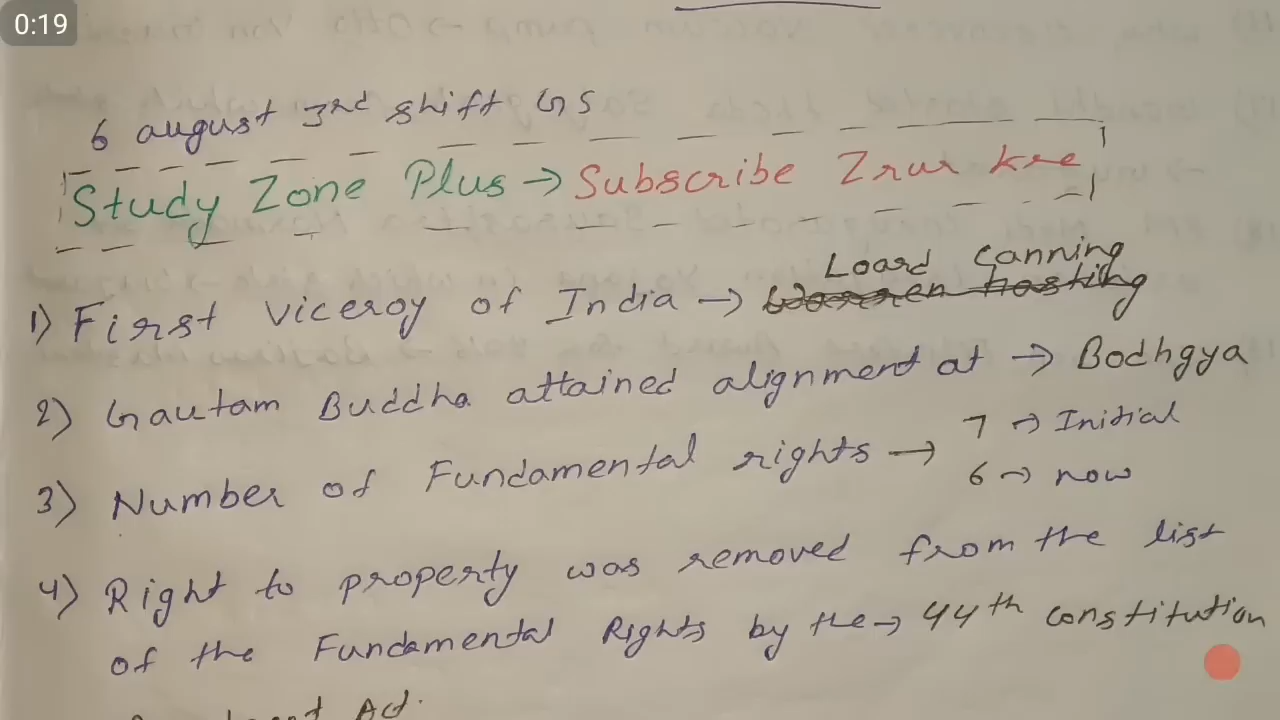 0:19
6 august 3rd shift GS
Study Zone Plus → Subscribe Zrur kre
Loard Canning
1) First viceroy of India → Warren hasting
2) Gautam Buddha attained alignment at → Bodhgya
7 → Initial
3) Number of Fundamental rights →
6 → now
4) Right to property was removed from the list
of the Fundamental Rights by the → 44th constitution
Act.